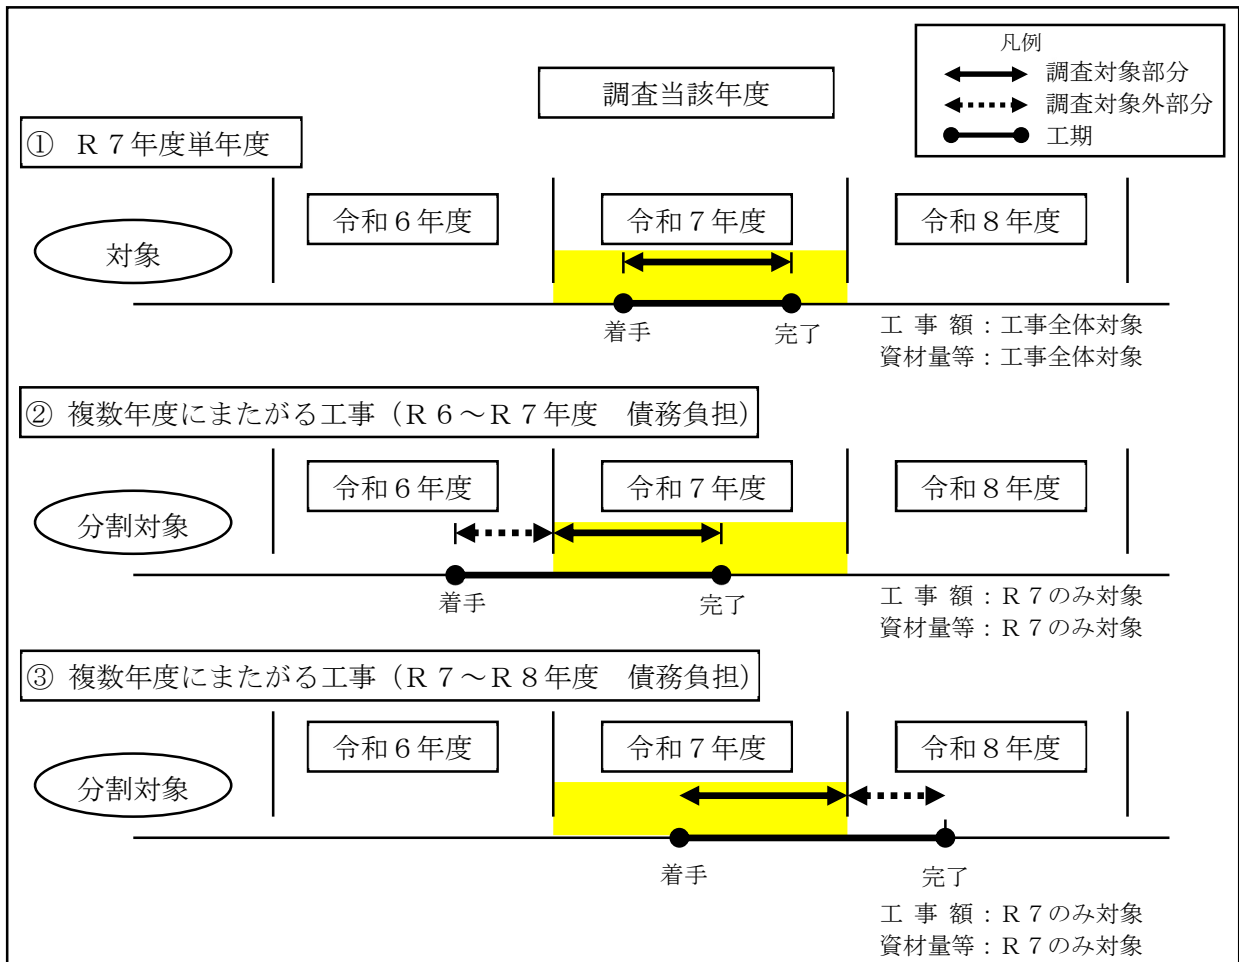 凡例
調査対象部分
調査対象外部分
工期
調査当該年度
① R7年度単年度
令和6年度
令和7年度
令和8年度
対象
着手
完了
工 事 額：工事全体対象
資材量等：工事全体対象
② 複数年度にまたがる工事（R6～R7年度 債務負担）
令和6年度
令和7年度
令和8年度
分割対象
着手
完了
工 事 額：R7のみ対象
資材量等：R7のみ対象
③ 複数年度にまたがる工事（R7～R8年度 債務負担）
令和6年度
令和7年度
令和8年度
分割対象
着手
完了
工 事 額：R7のみ対象
資材量等：R7のみ対象